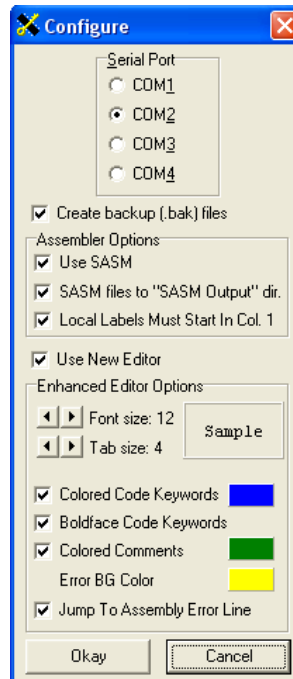 Configure
Serial Port
COM1
COM2
COM3
COM4
Create backup (.bak) files
Assembler Options
Use SASM
SASM files to "SASM Output" dir.
Local Labels Must Start In Col. 1
Use New Editor
Enhanced Editor Options
Font size: 12
Tab size: 4
Sample
Colored Code Keywords
Boldface Code Keywords
Colored Comments
Error BG Color
Jump To Assembly Error Line
Okay
Cancel